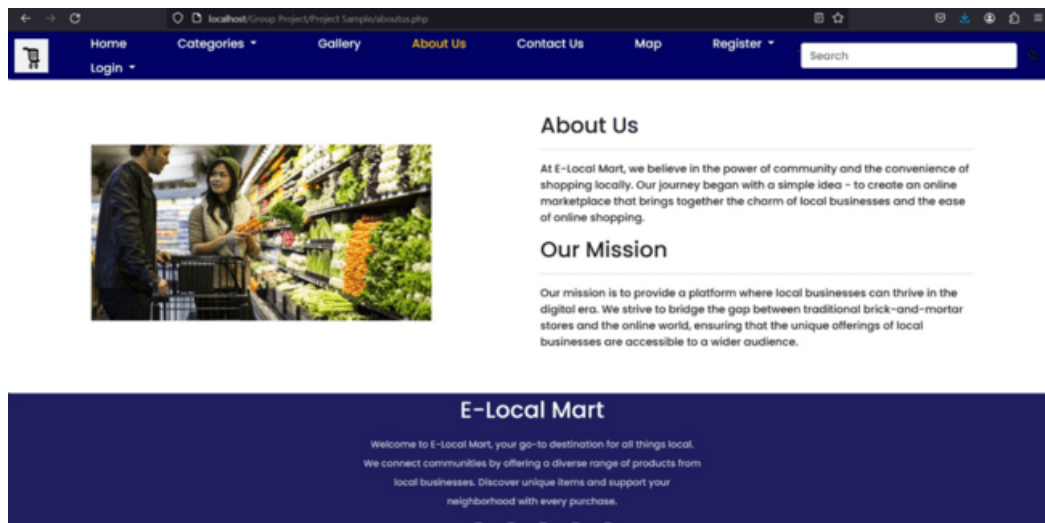 localhost/Group Project/Project Sample/aboutus.php
Home Categories Gallery About Us Contact Us Map Register Search
Login
About Us
At E-Local Mart, we believe in the power of community and the convenience of
shopping locally. Our journey began with a simple idea - to create an online
marketplace that brings together the charm of local businesses and the ease
of online shopping.
Our Mission
Our mission is to provide a platform where local businesses can thrive in the
digital era. We strive to bridge the gap between traditional brick-and-mortar
stores and the online world, ensuring that the unique offerings of local
businesses are accessible to a wider audience.
E-Local Mart
Welcome to E-Local Mart, your go-to destination for all things local.
We connect communities by offering a diverse range of products from
local businesses. Discover unique items and support your
neighborhood with every purchase.